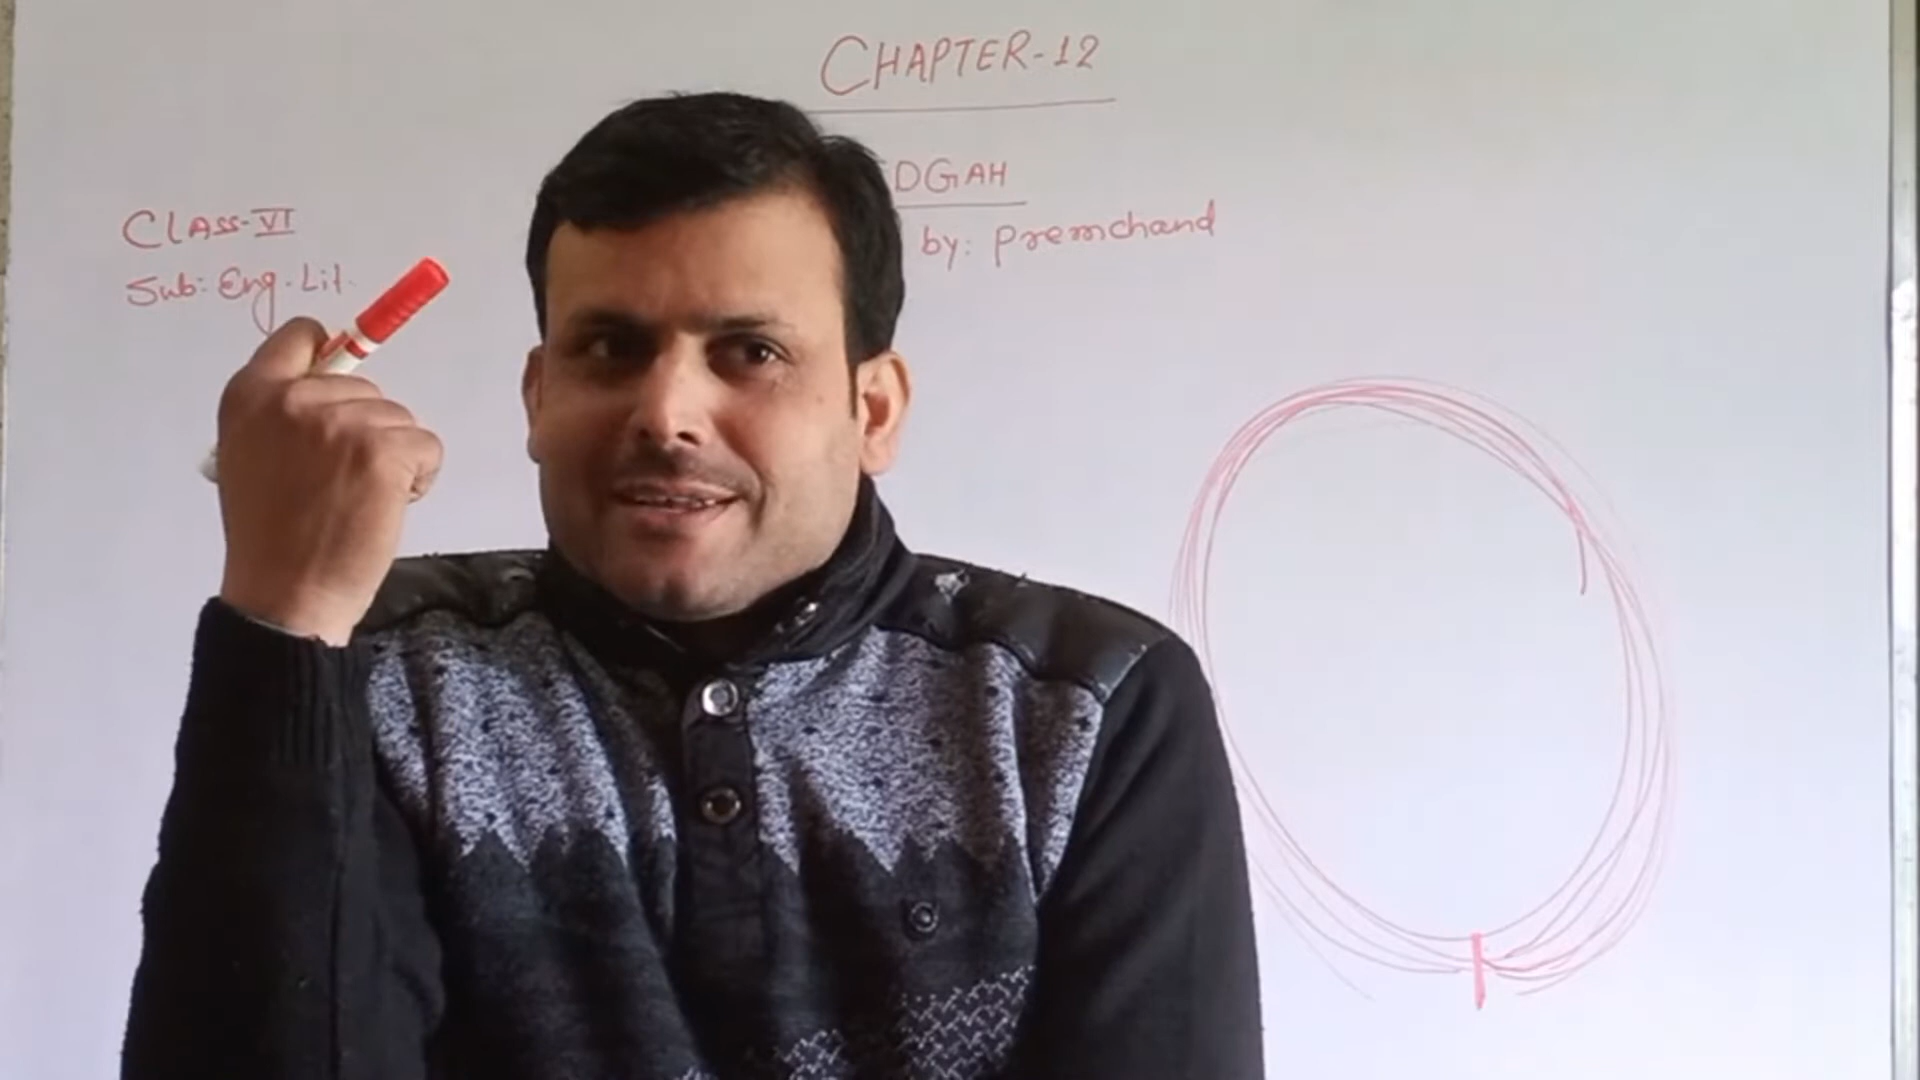 CHAPTER-12
EDGAH
by: Premchand
CLASS-VI
Sub: Eng. Lit.